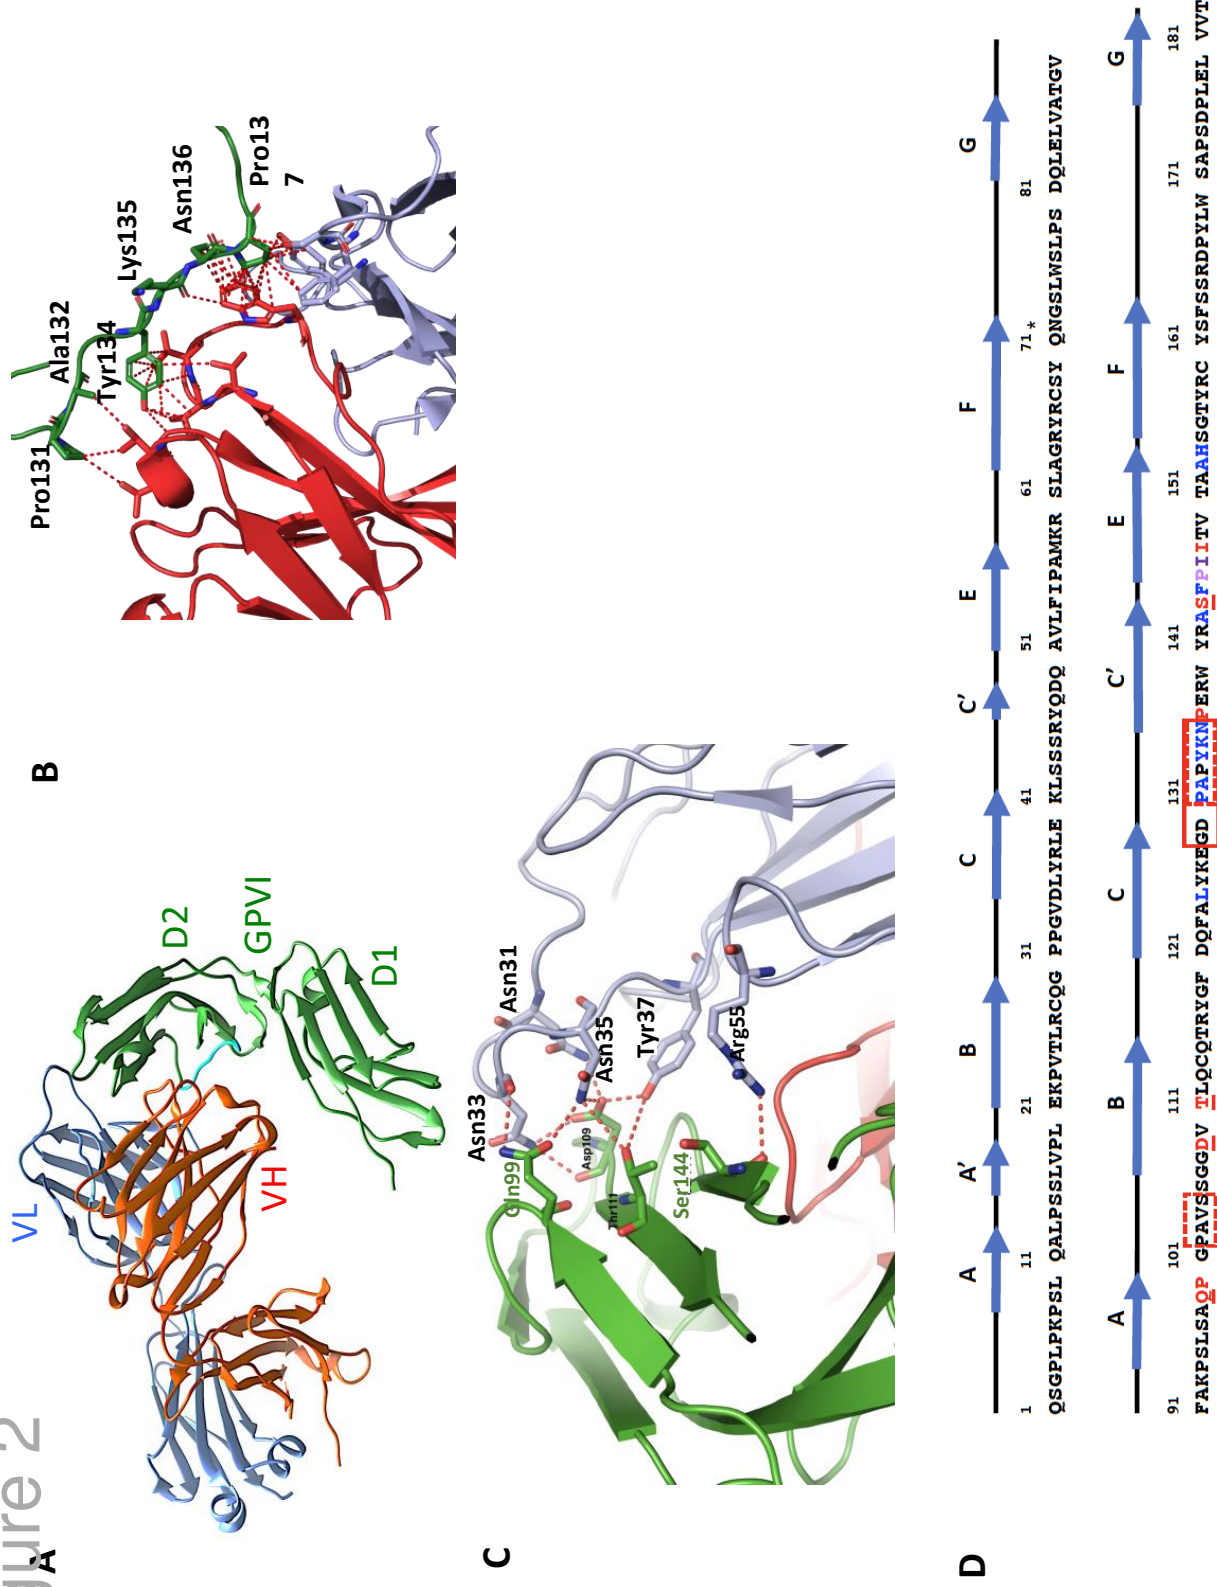 gure 2
A
VL
VH
D2
GPVI
D1
B
Pro131
Ala132
Tyr134
Lys135
Asn136
Pro13
7
C
Asn33
Asn31
Gln99
Asn35
Asp109
Tyr37
Thr111
Ser144
Arg55
D
A A' B C C' E F G
1 11 21 31 41 51 61 71 * 81
QSGPLPKPSL QALPSSLVPL EKPVTLRCQG PPGVDLYRLE KLSSSRYQDQ AVLFIPAMKR SLAGRYRCSY QNGSLWSLPS DQLELVATGV
A B C C' E F G
91 101 111 121 131 141 151 161 171 181
FAKPSLSAQP GPAVSSGGDV TLQCQTRYGF DQFALYKEGD PAPYKNPERW YRASFPIITV TAAHSGTYRC YSFSSRDPYLW SAPSDPLEL VVT